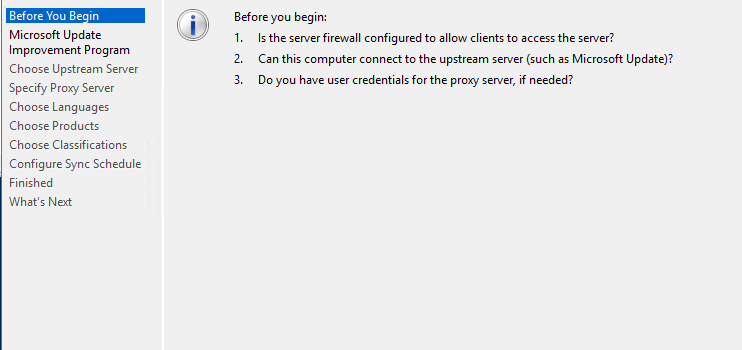 Before You Begin
Microsoft Update
Improvement Program
Choose Upstream Server
Specify Proxy Server
Choose Languages
Choose Products
Choose Classifications
Configure Sync Schedule
Finished
What's Next
Before you begin:
1. Is the server firewall configured to allow clients to access the server?
2. Can this computer connect to the upstream server (such as Microsoft Update)?
3. Do you have user credentials for the proxy server, if needed?